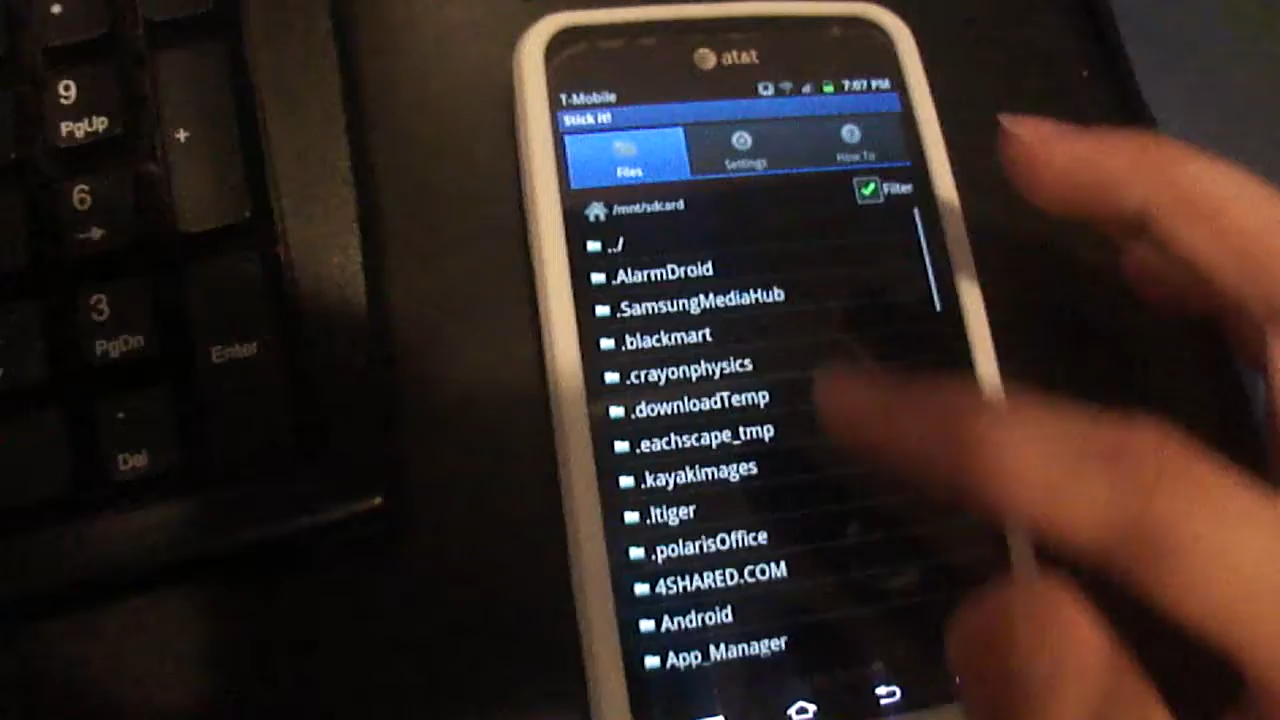 9
PgUp
+
6
3
PgDn
Enter
.
Del
at&t
T-Mobile
7:07 PM
Stick It!
Files
Settings
How To
/mnt/sdcard
Filter
../
.AlarmDroid
.SamsungMediaHub
.blackmart
.crayonphysics
.downloadTemp
.eachscape_tmp
.kayakimages
.ltiger
.polarisOffice
4SHARED.COM
Android
App_Manager